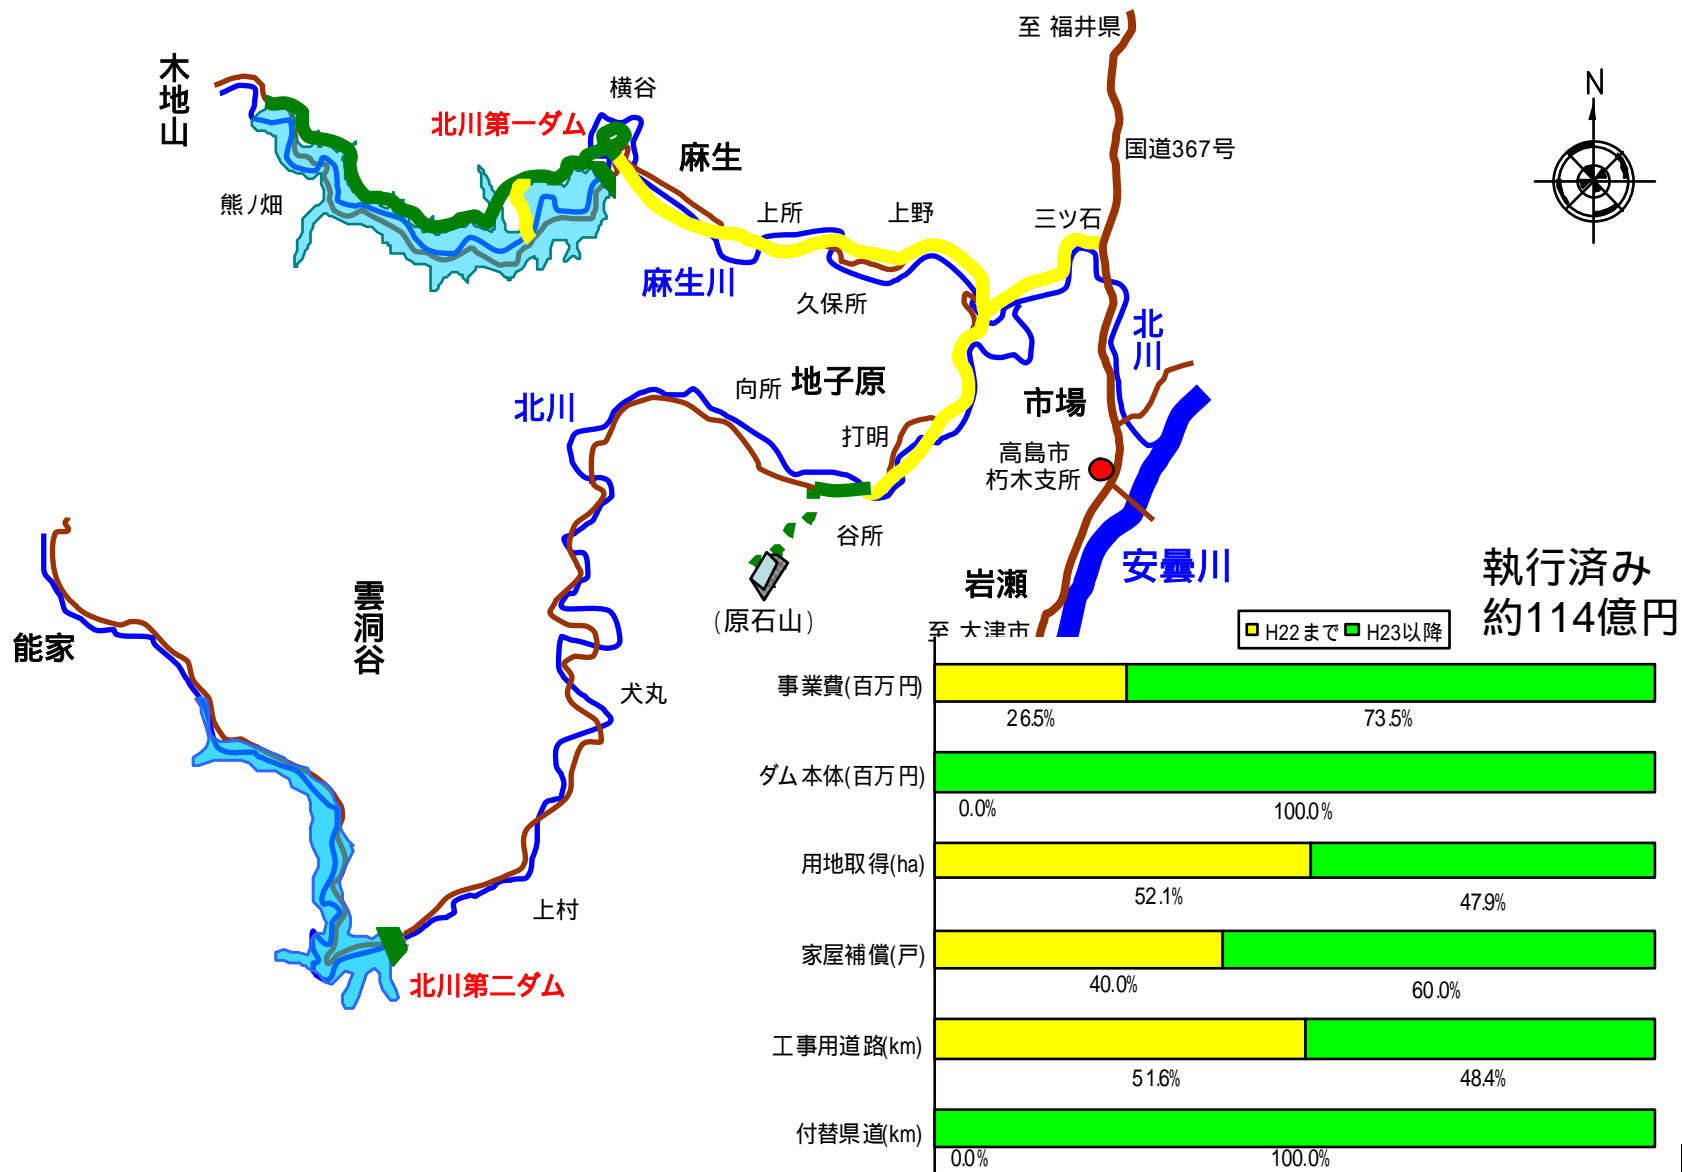 至 福井県
木地山
横谷
N
北川第一ダム
麻生
国道367号
熊ノ畑
上所
上野
三ツ石
麻生川
久保所
北川
向所
地子原
北川
市場
打明
高島市
朽木支所
谷所
安曇川
執行済み
約114億円
岩瀬
雲洞谷
(原石山)
至 大津市
H22まで H23以降
能家
犬丸
事業費(百万円)
26.5% 73.5%
ダム本体(百万円)
0.0% 100.0%
用地取得(ha)
52.1% 47.9%
上村
家屋補償(戸)
40.0% 60.0%
北川第二ダム
工事用道路(km)
51.6% 48.4%
付替県道(km)
0.0% 100.0%